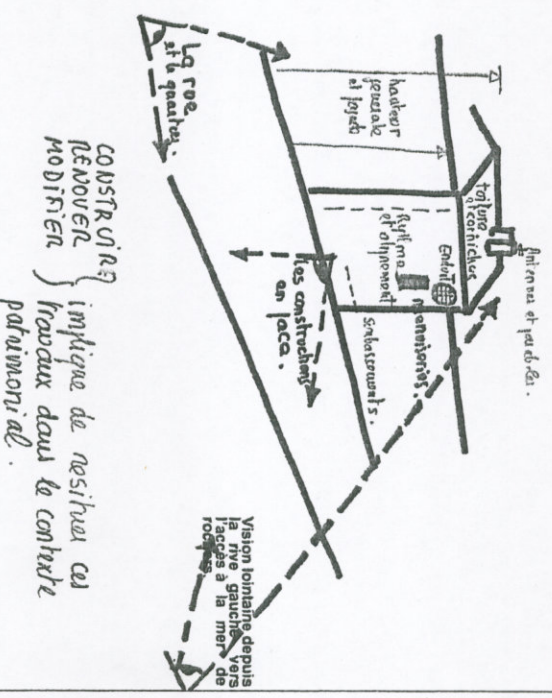 Antennes et paraboles.
toiture
et corniches
hauteur
générale
et façade
Enduit
menuiseries.
Rythme
et alignement
soubassements.
La rue
et le quartier.
Les constructions
en face.
Vision lointaine depuis
la rive gauche vers
l'accès à la mer de
rochers
CONSTRUIRE
RENOVER
MODIFIER
implique de resituer ces
travaux dans le contexte
patrimonial.